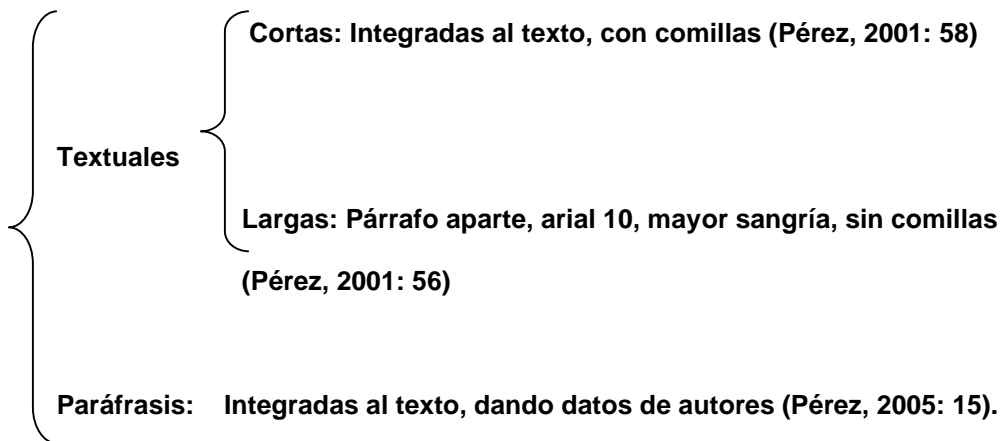 Cortas: Integradas al texto, con comillas (Pérez, 2001: 58)
Textuales
Largas: Párrafo aparte, arial 10, mayor sangría, sin comillas
(Pérez, 2001: 56)
Paráfrasis: Integradas al texto, dando datos de autores (Pérez, 2005: 15).